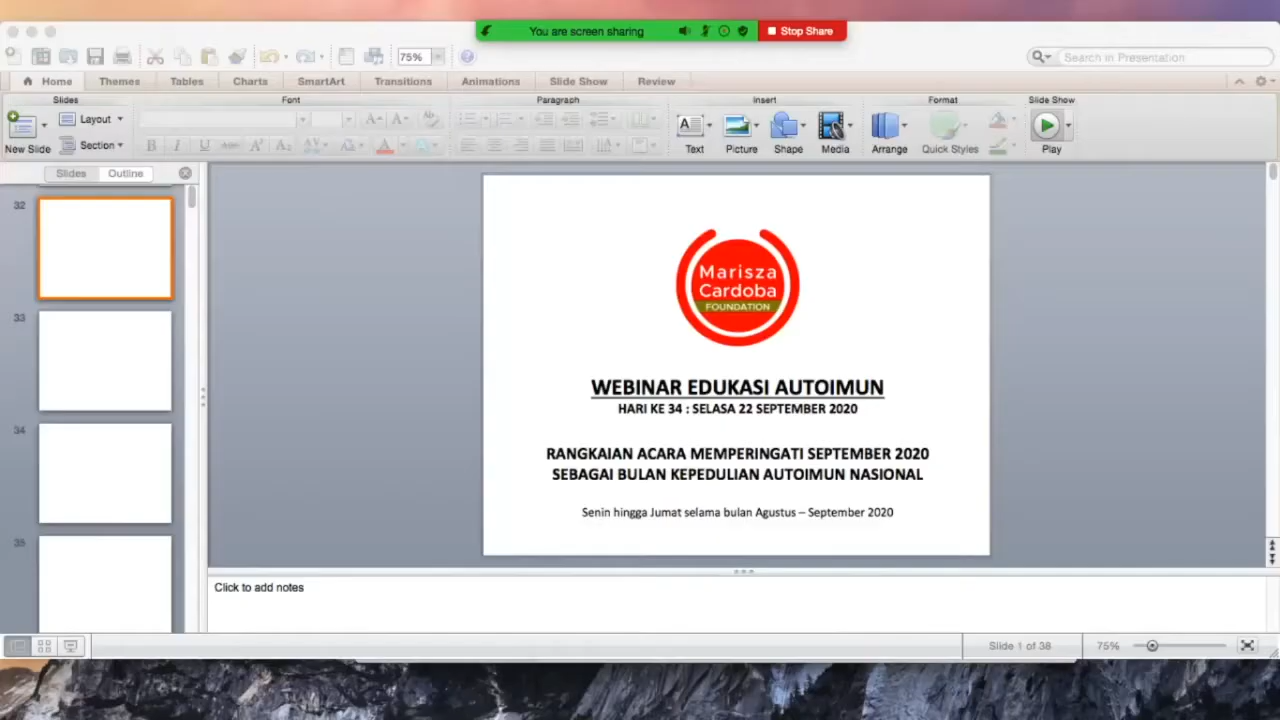 You are screen sharing
Stop Share
75%
Search in Presentation
Home Themes Tables Charts SmartArt Transitions Animations Slide Show Review
Slides Font Paragraph Insert Format Slide Show
New Slide Layout Section
Text Picture Shape Media Arrange Quick Styles Play
Slides Outline
32
33
34
35
Marisza
Cardoba
FOUNDATION
WEBINAR EDUKASI AUTOIMUN
HARI KE 34 : SELASA 22 SEPTEMBER 2020
RANGKAIAN ACARA MEMPERINGATI SEPTEMBER 2020
SEBAGAI BULAN KEPEDULIAN AUTOIMUN NASIONAL
Senin hingga Jumat selama bulan Agustus – September 2020
Click to add notes
Slide 1 of 38 75%